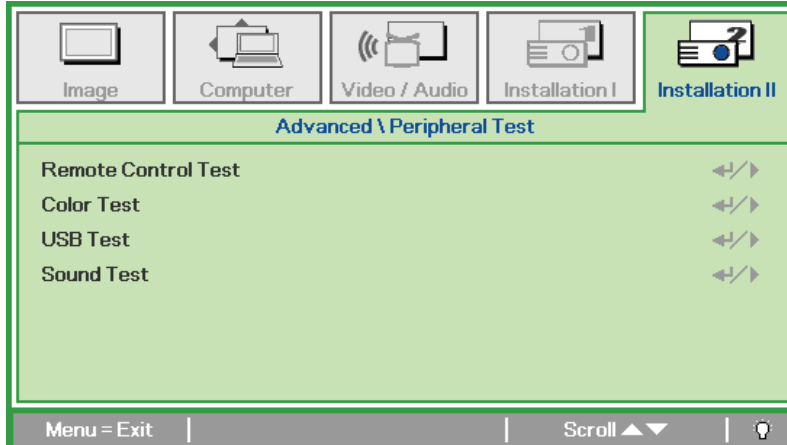 Image Computer Video / Audio Installation I Installation II
Advanced \ Peripheral Test
Remote Control Test
Color Test
USB Test
Sound Test
Menu = Exit Scroll